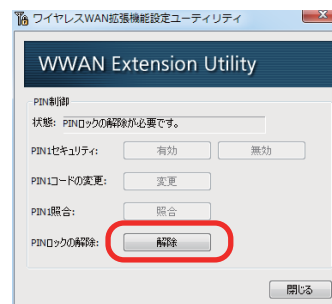 ワイヤレスWAN拡張機能設定ユーティリティ
WWAN Extension Utility
PIN制御
状態: PINロックの解除が必要です。
PIN1セキュリティ: 有効 無効
PIN1コードの変更: 変更
PIN1照合: 照合
PINロックの解除: 解除
閉じる